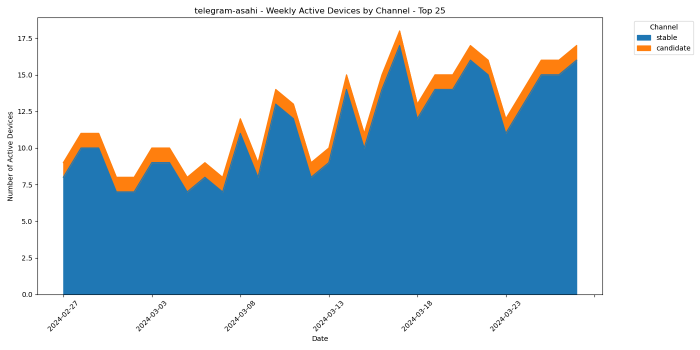 telegram-asahi - Weekly Active Devices by Channel - Top 25
Channel
stable
candidate
Number of Active Devices
17.5
15.0
12.5
10.0
7.5
5.0
2.5
0.0
2024-02-27
2024-03-03
2024-03-08
2024-03-13
2024-03-18
2024-03-23
Date